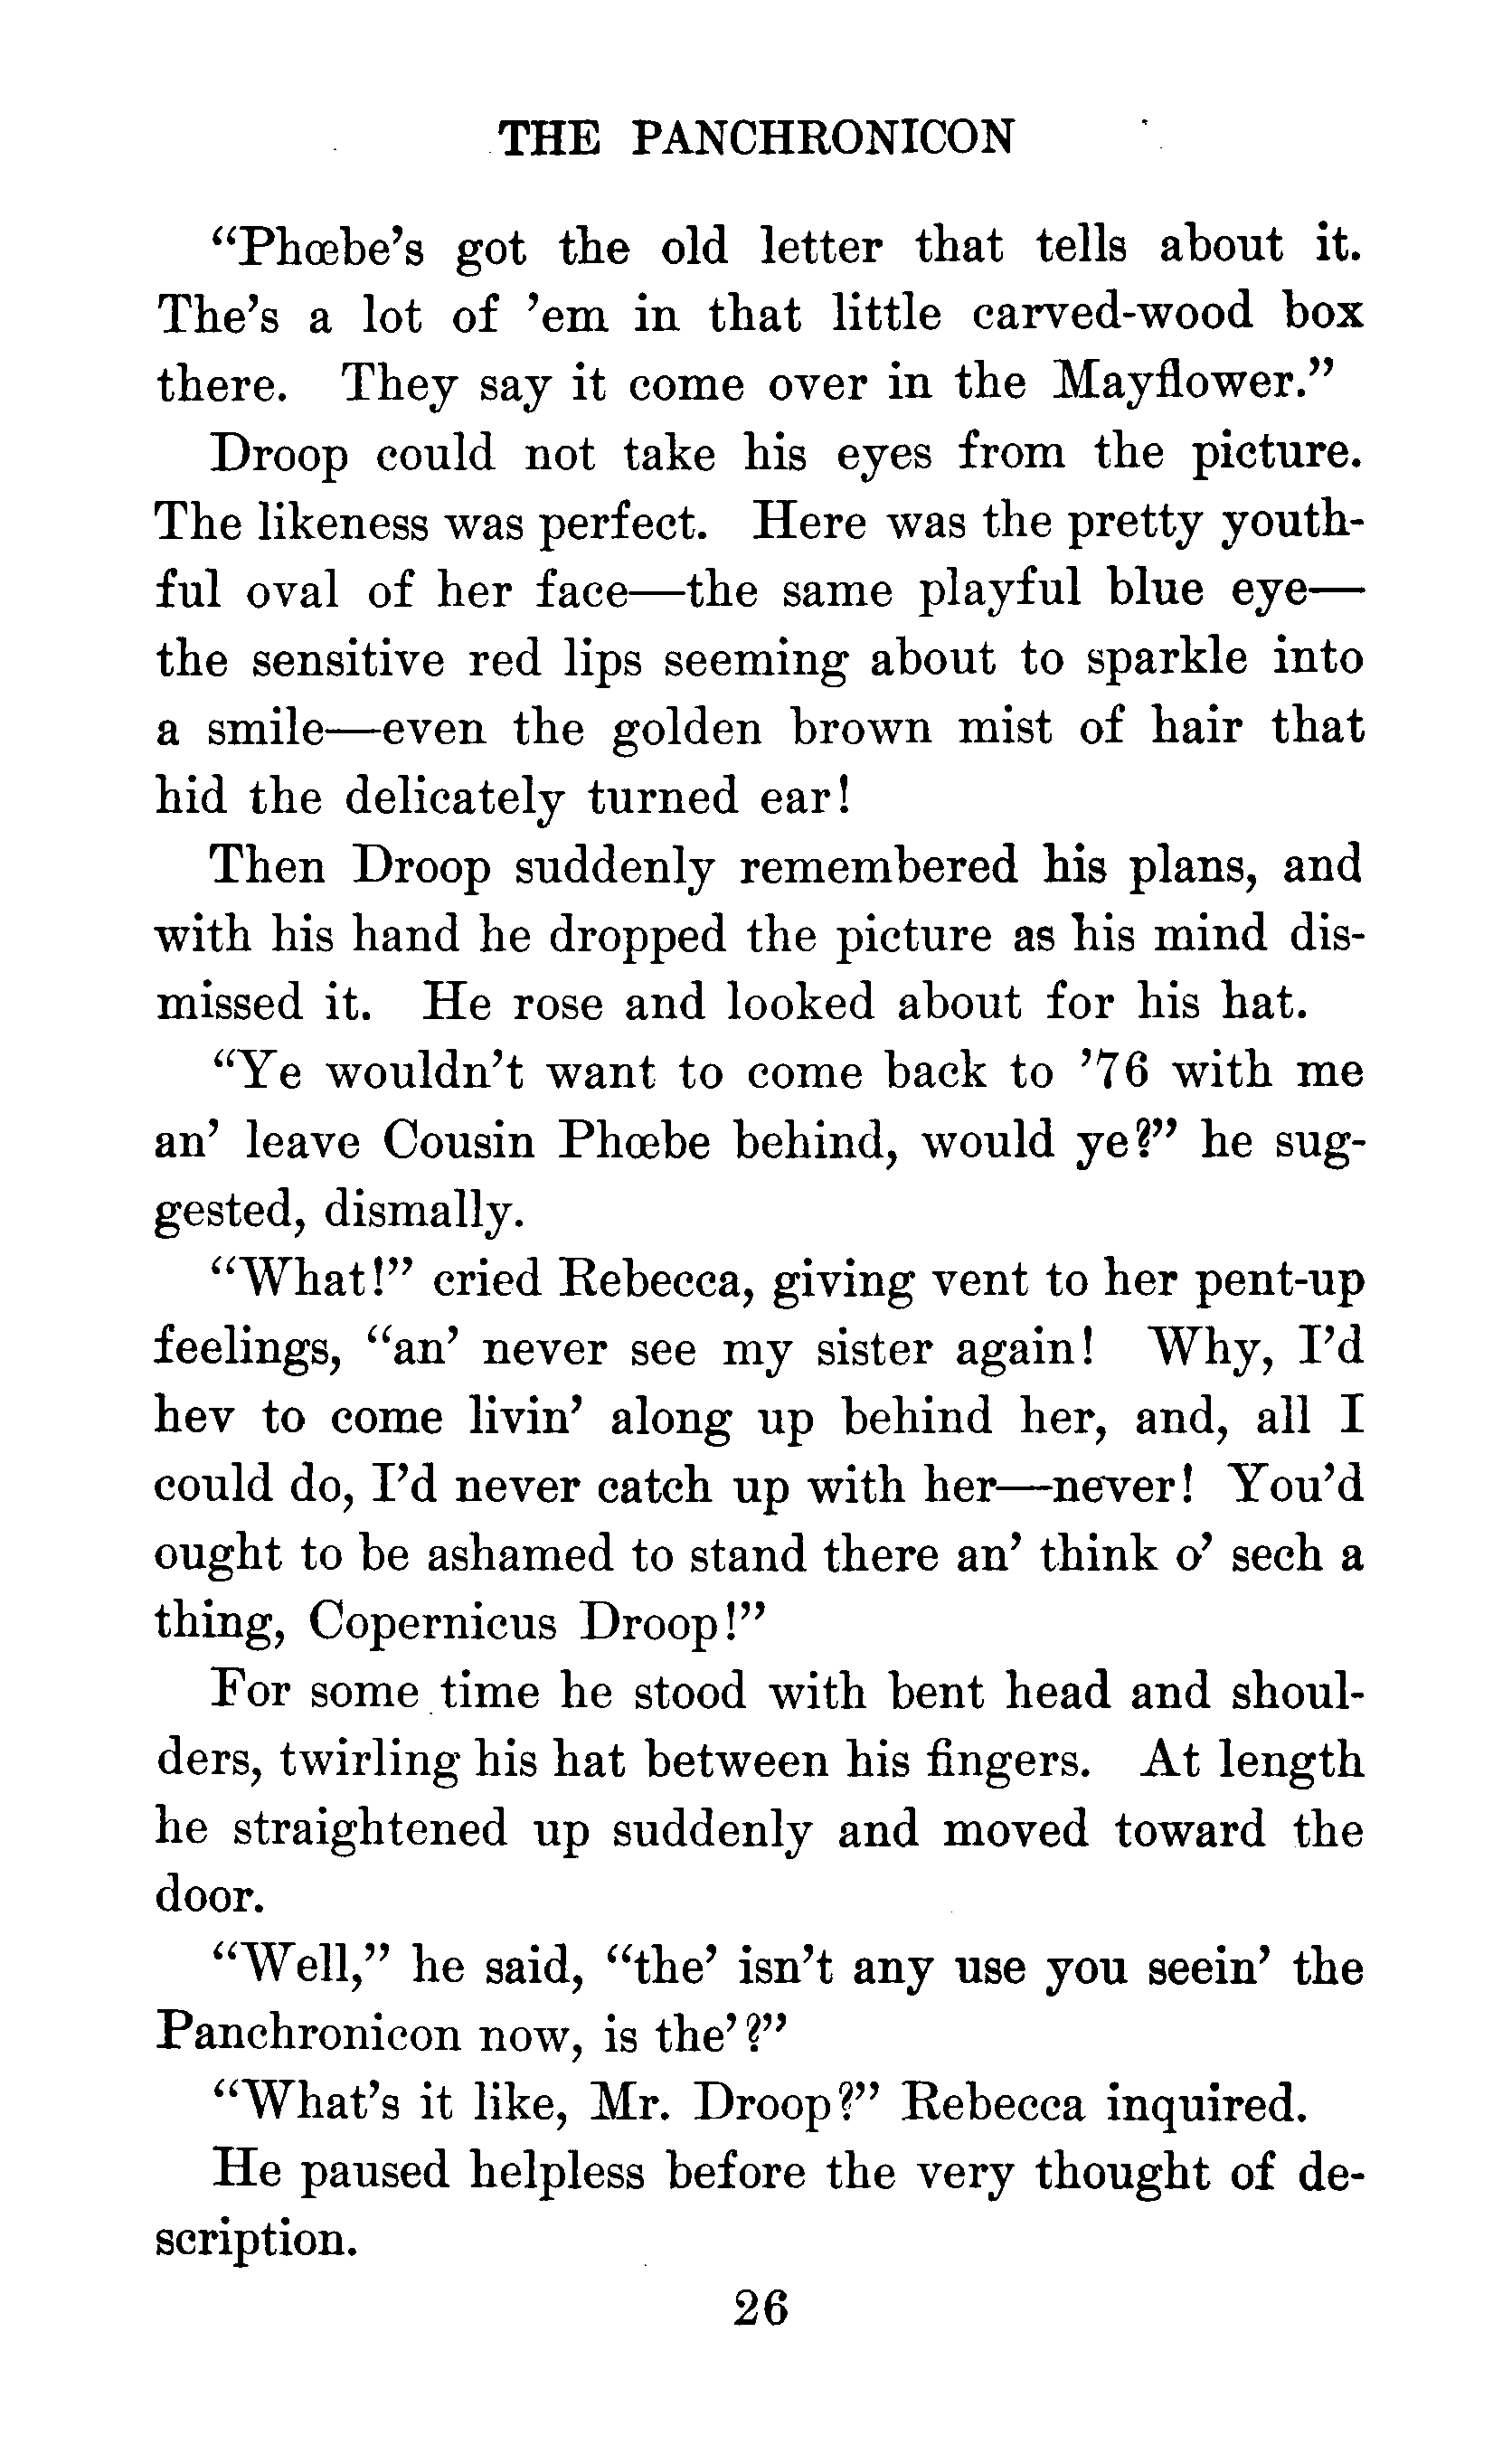 THE PANCHRONICON
“Phœbe’s got the old letter that tells about it.
The’s a lot of ’em in that little carved-wood box
there. They say it come over in the Mayflower.”
Droop could not take his eyes from the picture.
The likeness was perfect. Here was the pretty youth-
ful oval of her face—the same playful blue eye—
the sensitive red lips seeming about to sparkle into
a smile—even the golden brown mist of hair that
hid the delicately turned ear!
Then Droop suddenly remembered his plans, and
with his hand he dropped the picture as his mind dis-
missed it. He rose and looked about for his hat.
“Ye wouldn’t want to come back to ’76 with me
an’ leave Cousin Phœbe behind, would ye?” he sug-
gested, dismally.
“What!” cried Rebecca, giving vent to her pent-up
feelings, “an’ never see my sister again! Why, I’d
hev to come livin’ along up behind her, and, all I
could do, I’d never catch up with her—never! You’d
ought to be ashamed to stand there an’ think o’ sech a
thing, Copernicus Droop!”
For some time he stood with bent head and shoul-
ders, twirling his hat between his fingers. At length
he straightened up suddenly and moved toward the
door.
“Well,” he said, “the’ isn’t any use you seein’ the
Panchronicon now, is the’?”
“What’s it like, Mr. Droop?” Rebecca inquired.
He paused helpless before the very thought of de-
scription.
26